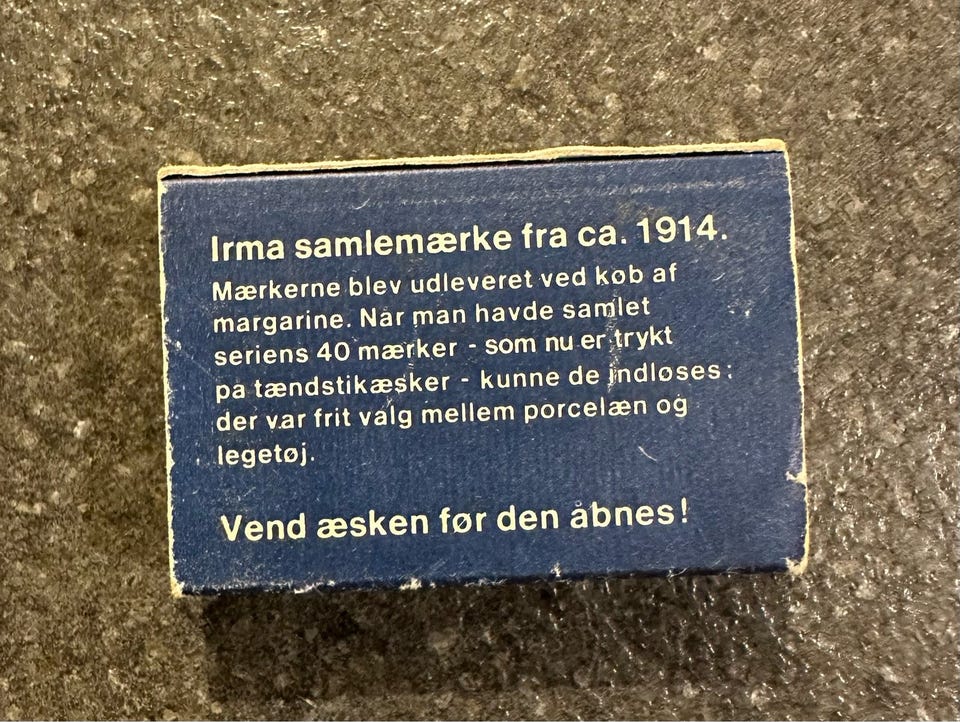 Irma samlemærke fra ca. 1914.
Mærkerne blev udleveret ved køb af
margarine. Når man havde samlet
seriens 40 mærker - som nu er trykt
på tændstikæsker - kunne de indløses:
der var frit valg mellem porcelæn og
legetøj.
Vend æsken før den åbnes!